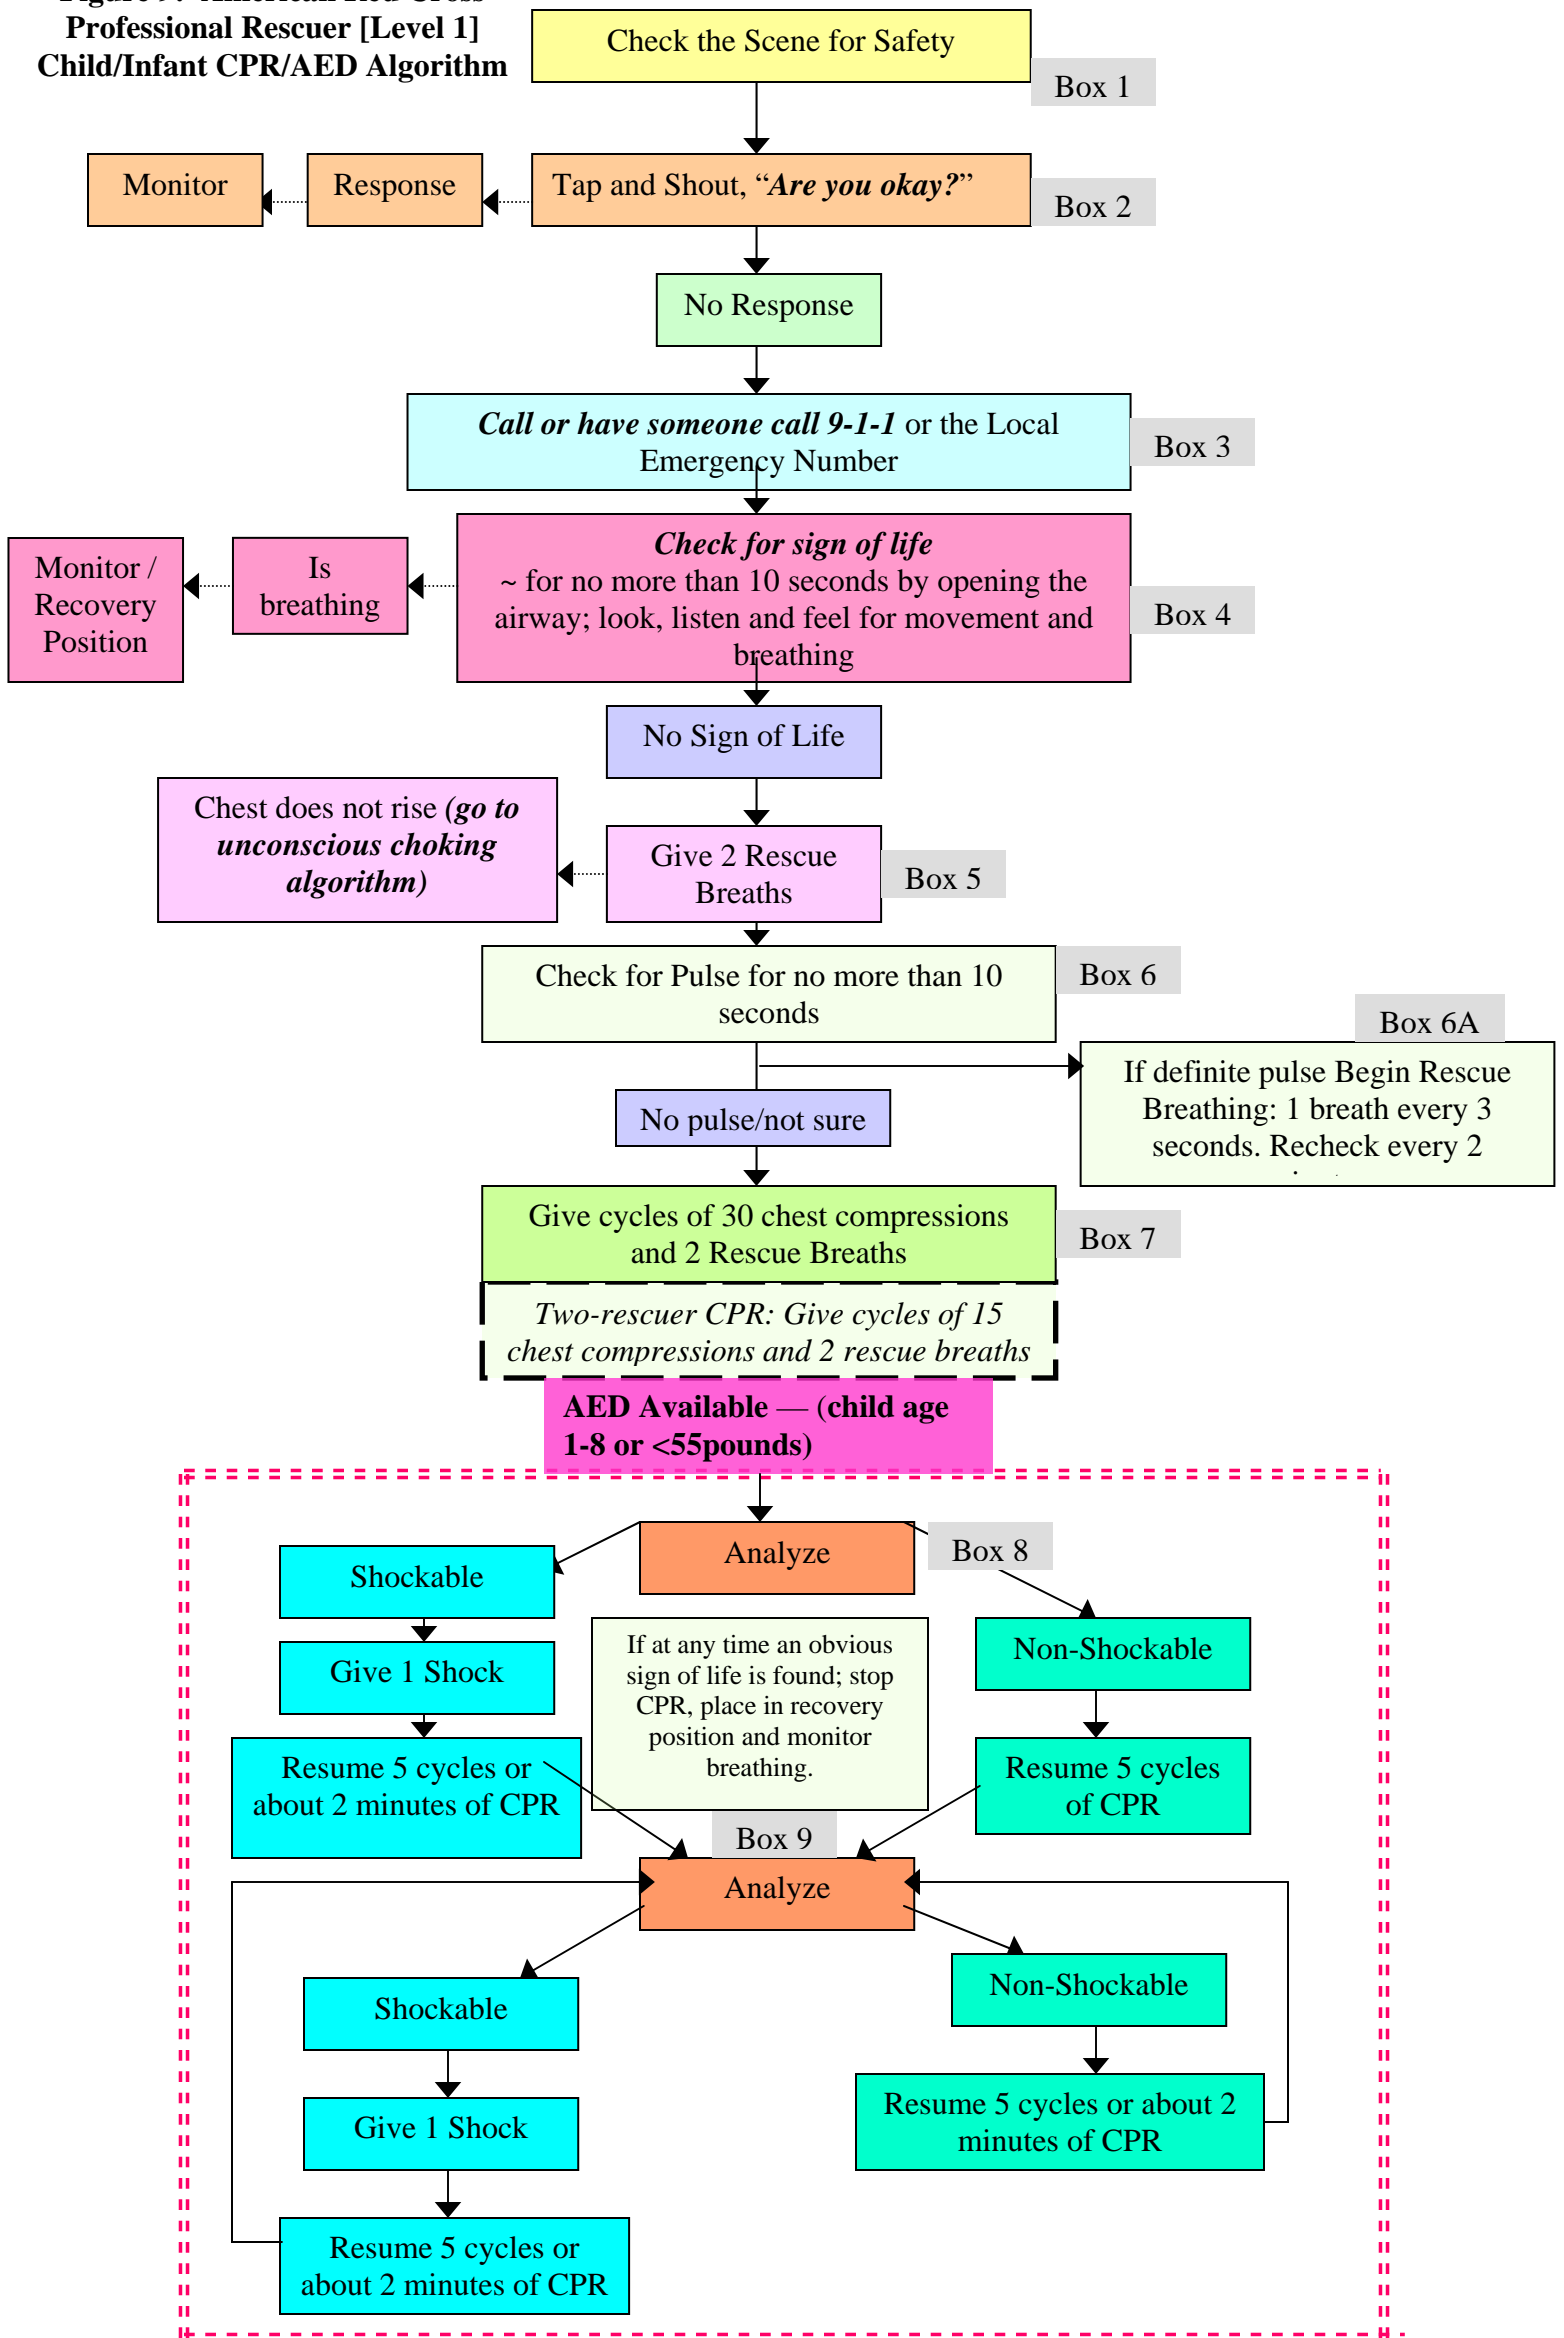 Professional Rescuer [Level 1]
Child/Infant CPR/AED Algorithm
Check the Scene for Safety
Box 1
Monitor
Response
Tap and Shout, “Are you okay?”
Box 2
No Response
Call or have someone call 9-1-1 or the Local
Emergency Number
Box 3
Check for sign of life
~ for no more than 10 seconds by opening the
airway; look, listen and feel for movement and
breathing
Box 4
Is
breathing
Monitor /
Recovery
Position
No Sign of Life
Chest does not rise (go to
unconscious choking
algorithm)
Give 2 Rescue
Breaths
Box 5
Check for Pulse for no more than 10
seconds
Box 6
Box 6A
If definite pulse Begin Rescue
Breathing: 1 breath every 3
seconds. Recheck every 2
No pulse/not sure
Give cycles of 30 chest compressions
and 2 Rescue Breaths
Box 7
Two-rescuer CPR: Give cycles of 15
chest compressions and 2 rescue breaths
AED Available — (child age
1-8 or <55pounds)
Analyze
Box 8
Shockable
Give 1 Shock
Resume 5 cycles or
about 2 minutes of CPR
If at any time an obvious
sign of life is found; stop
CPR, place in recovery
position and monitor
breathing.
Non-Shockable
Resume 5 cycles
of CPR
Box 9
Analyze
Shockable
Give 1 Shock
Resume 5 cycles or
about 2 minutes of CPR
Non-Shockable
Resume 5 cycles or about 2
minutes of CPR